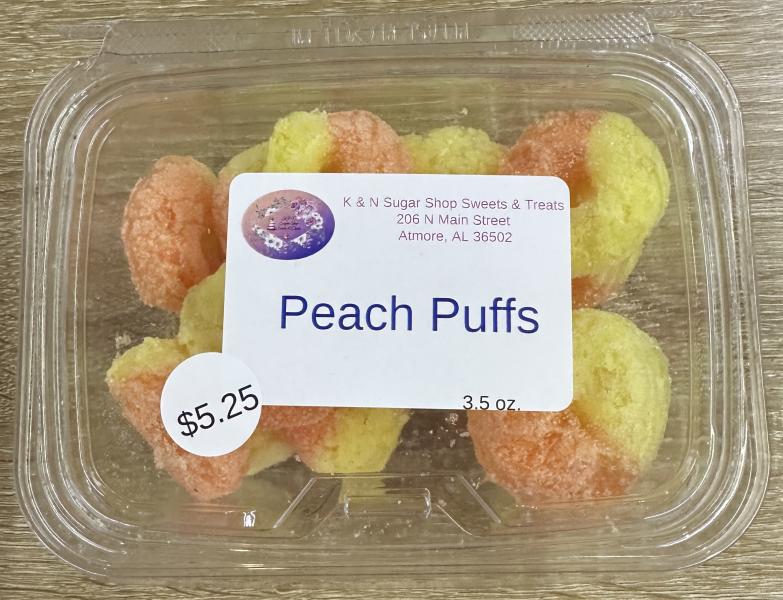 K & N Sugar Shop Sweets & Treats
206 N Main Street
Atmore, AL 36502
Peach Puffs
3.5 oz.
$5.25